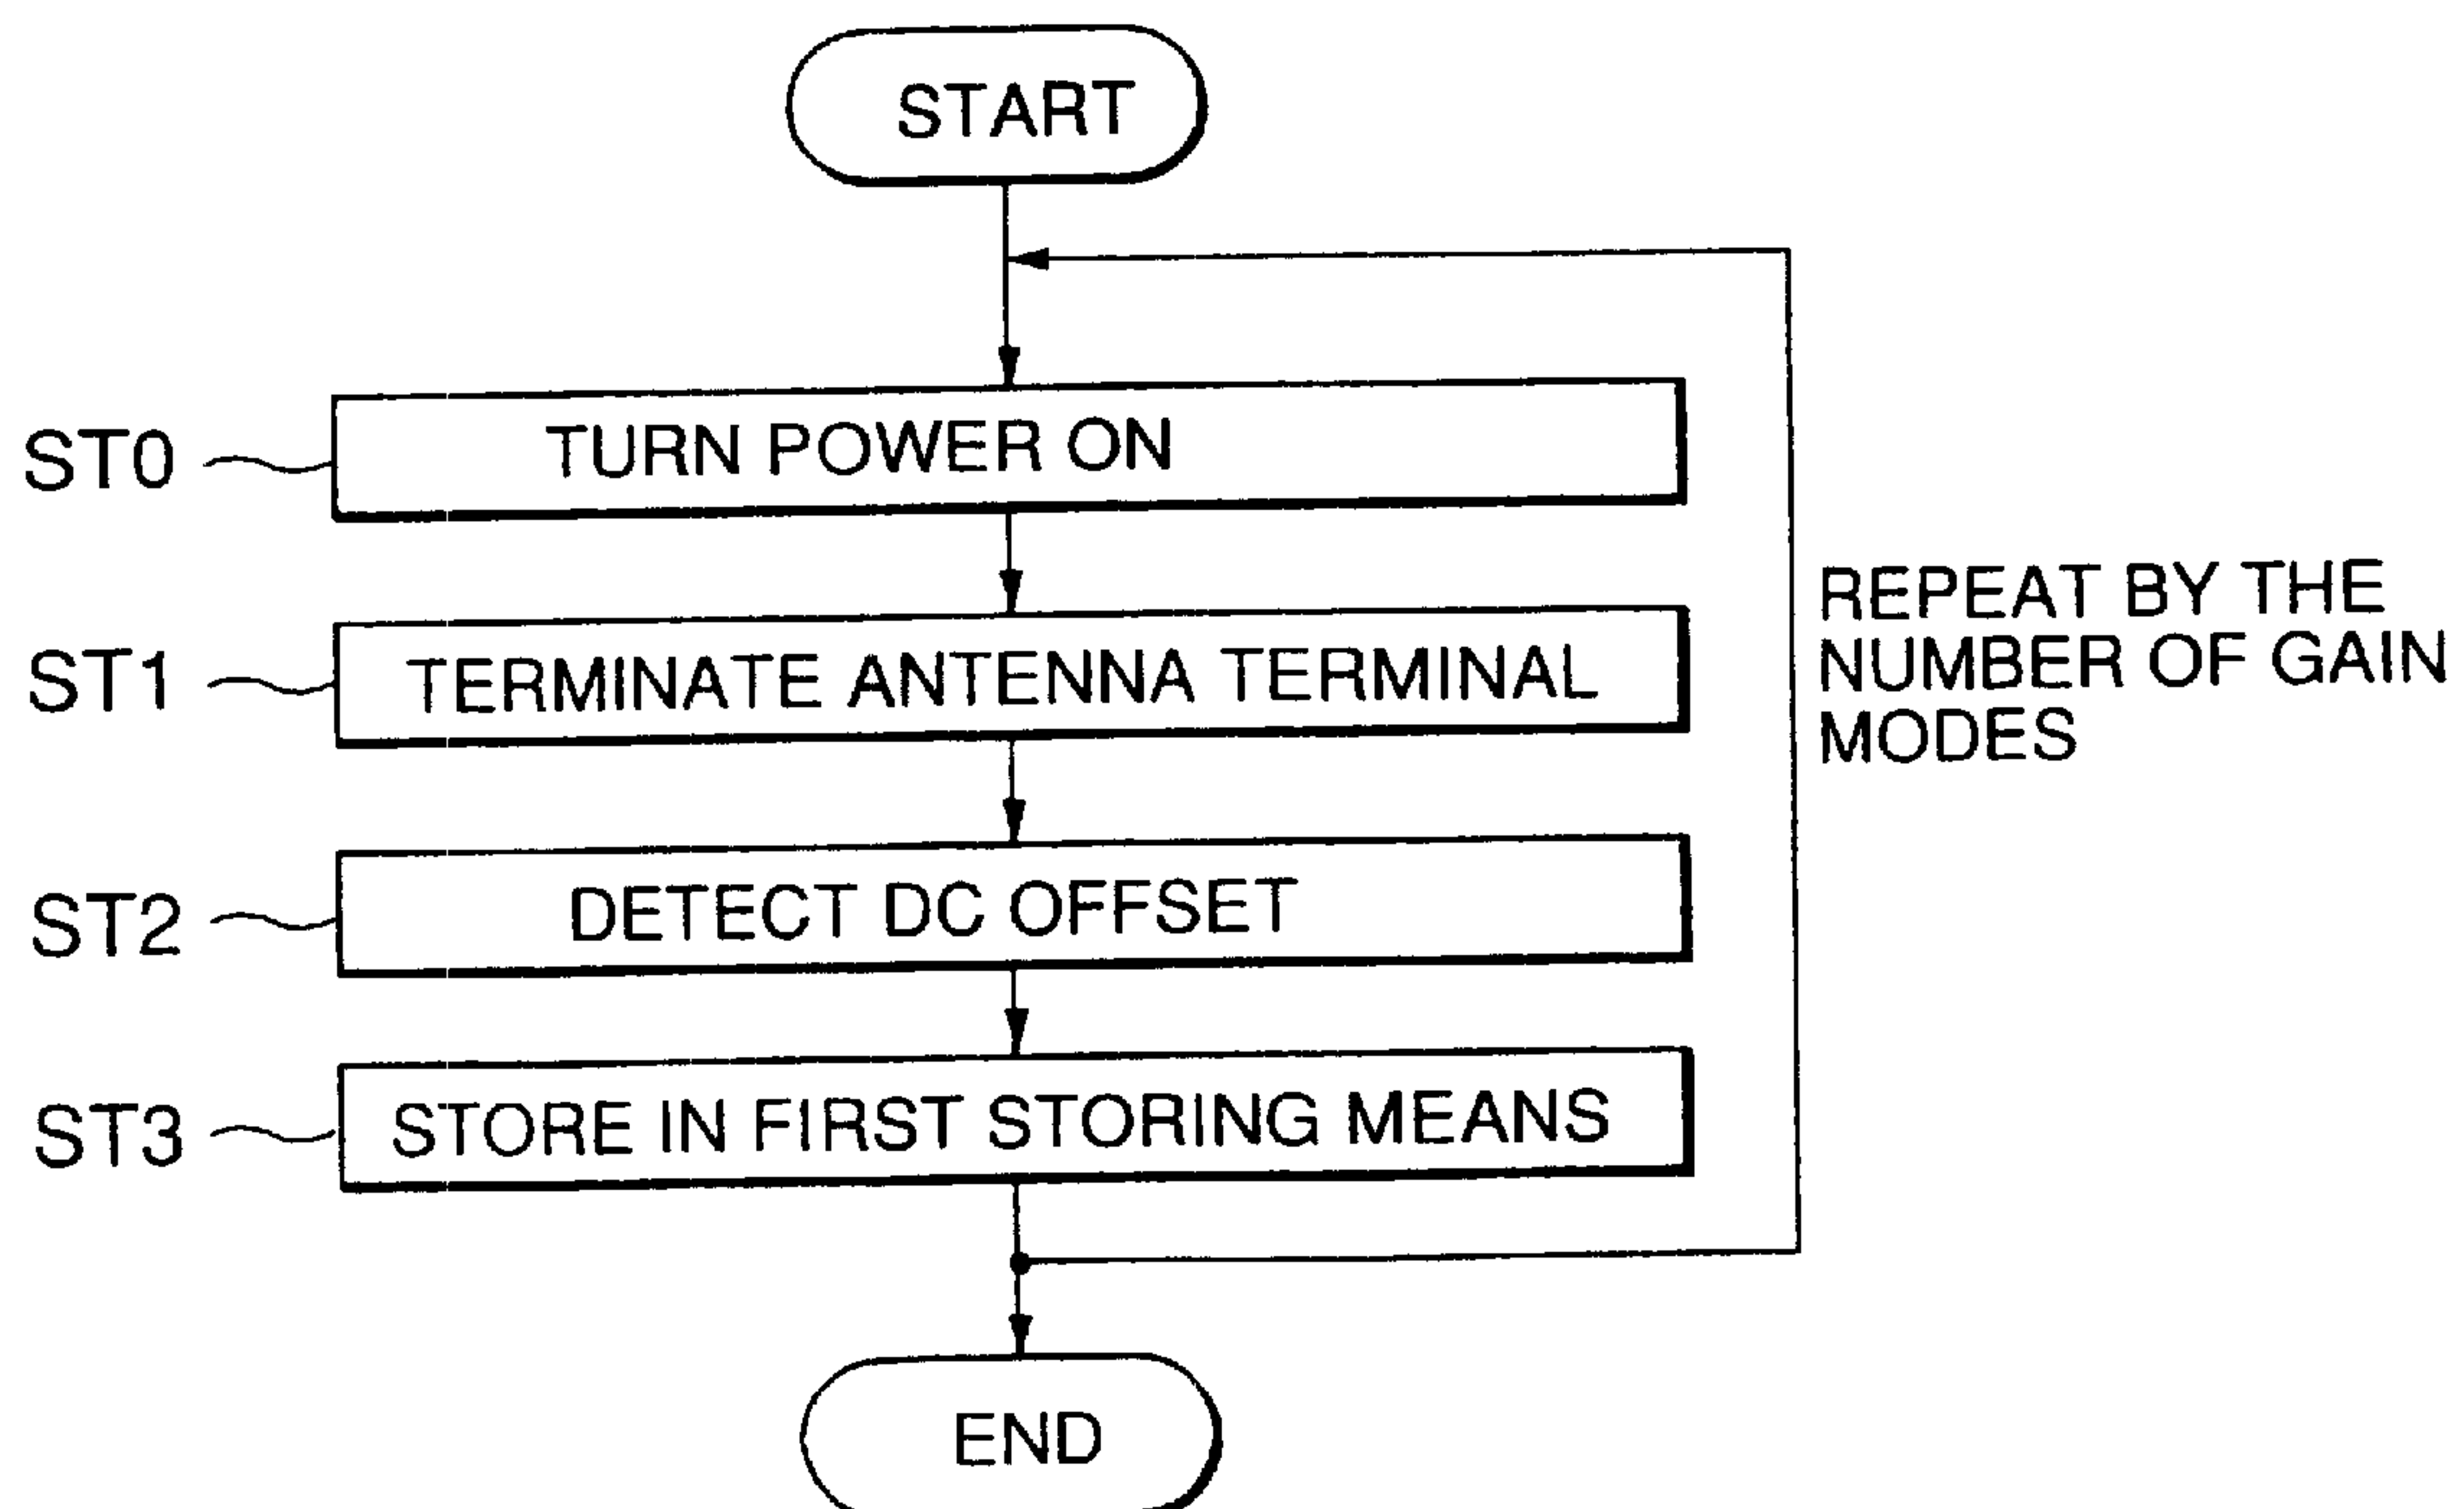 START
ST0
TURN POWER ON
ST1
TERMINATE ANTENNA TERMINAL
REPEAT BY THE
NUMBER OF GAIN
MODES
ST2
DETECT DC OFFSET
ST3
STORE IN FIRST STORING MEANS
END